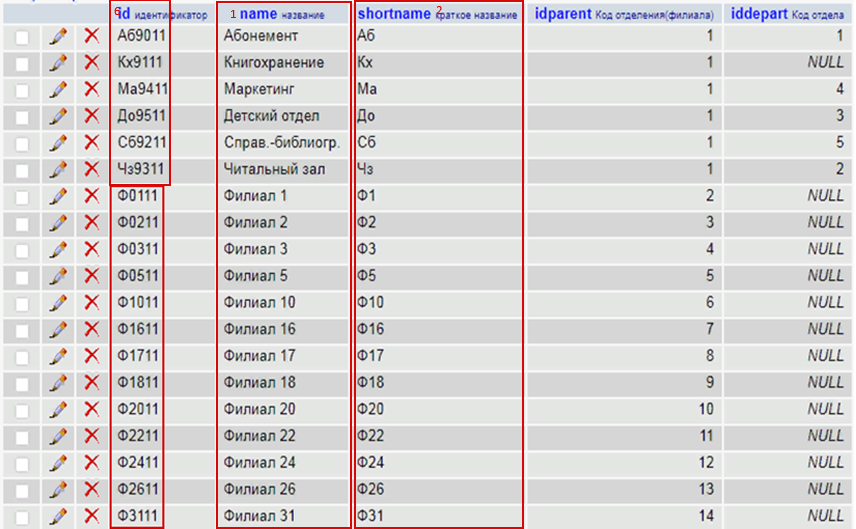 6 id идентификатор 1 name название shortname 2 краткое название idparent Код отделения(филиала) iddepart Код отдела
Аб9011 Абонемент Аб 1 1
Кх9111 Книгохранение Кх 1 NULL
Ма9411 Маркетинг Ма 1 4
До9511 Детский отдел До 1 3
Сб9211 Справ.-библиогр. Сб 1 5
Чз9311 Читальный зал Чз 1 2
Ф0111 Филиал 1 Ф1 2 NULL
Ф0211 Филиал 2 Ф2 3 NULL
Ф0311 Филиал 3 Ф3 4 NULL
Ф0511 Филиал 5 Ф5 5 NULL
Ф1011 Филиал 10 Ф10 6 NULL
Ф1611 Филиал 16 Ф16 7 NULL
Ф1711 Филиал 17 Ф17 8 NULL
Ф1811 Филиал 18 Ф18 9 NULL
Ф2011 Филиал 20 Ф20 10 NULL
Ф2211 Филиал 22 Ф22 11 NULL
Ф2411 Филиал 24 Ф24 12 NULL
Ф2611 Филиал 26 Ф26 13 NULL
Ф3111 Филиал 31 Ф31 14 NULL